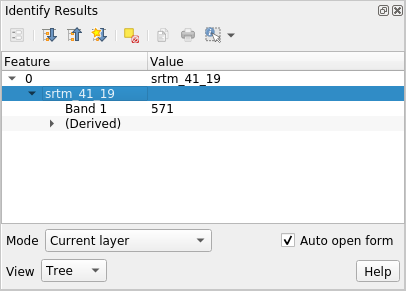 Identify Results
Feature Value
0 srtm_41_19
srtm_41_19
Band 1 571
(Derived)
Mode Current layer Auto open form
View Tree Help